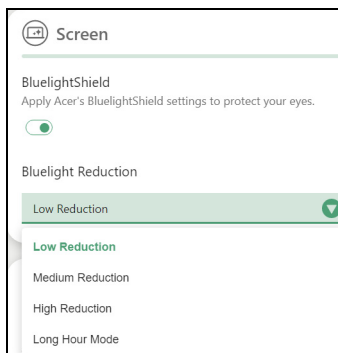 Screen
BluelightShield
Apply Acer's BluelightShield settings to protect your eyes.
Bluelight Reduction
Low Reduction
Low Reduction
Medium Reduction
High Reduction
Long Hour Mode